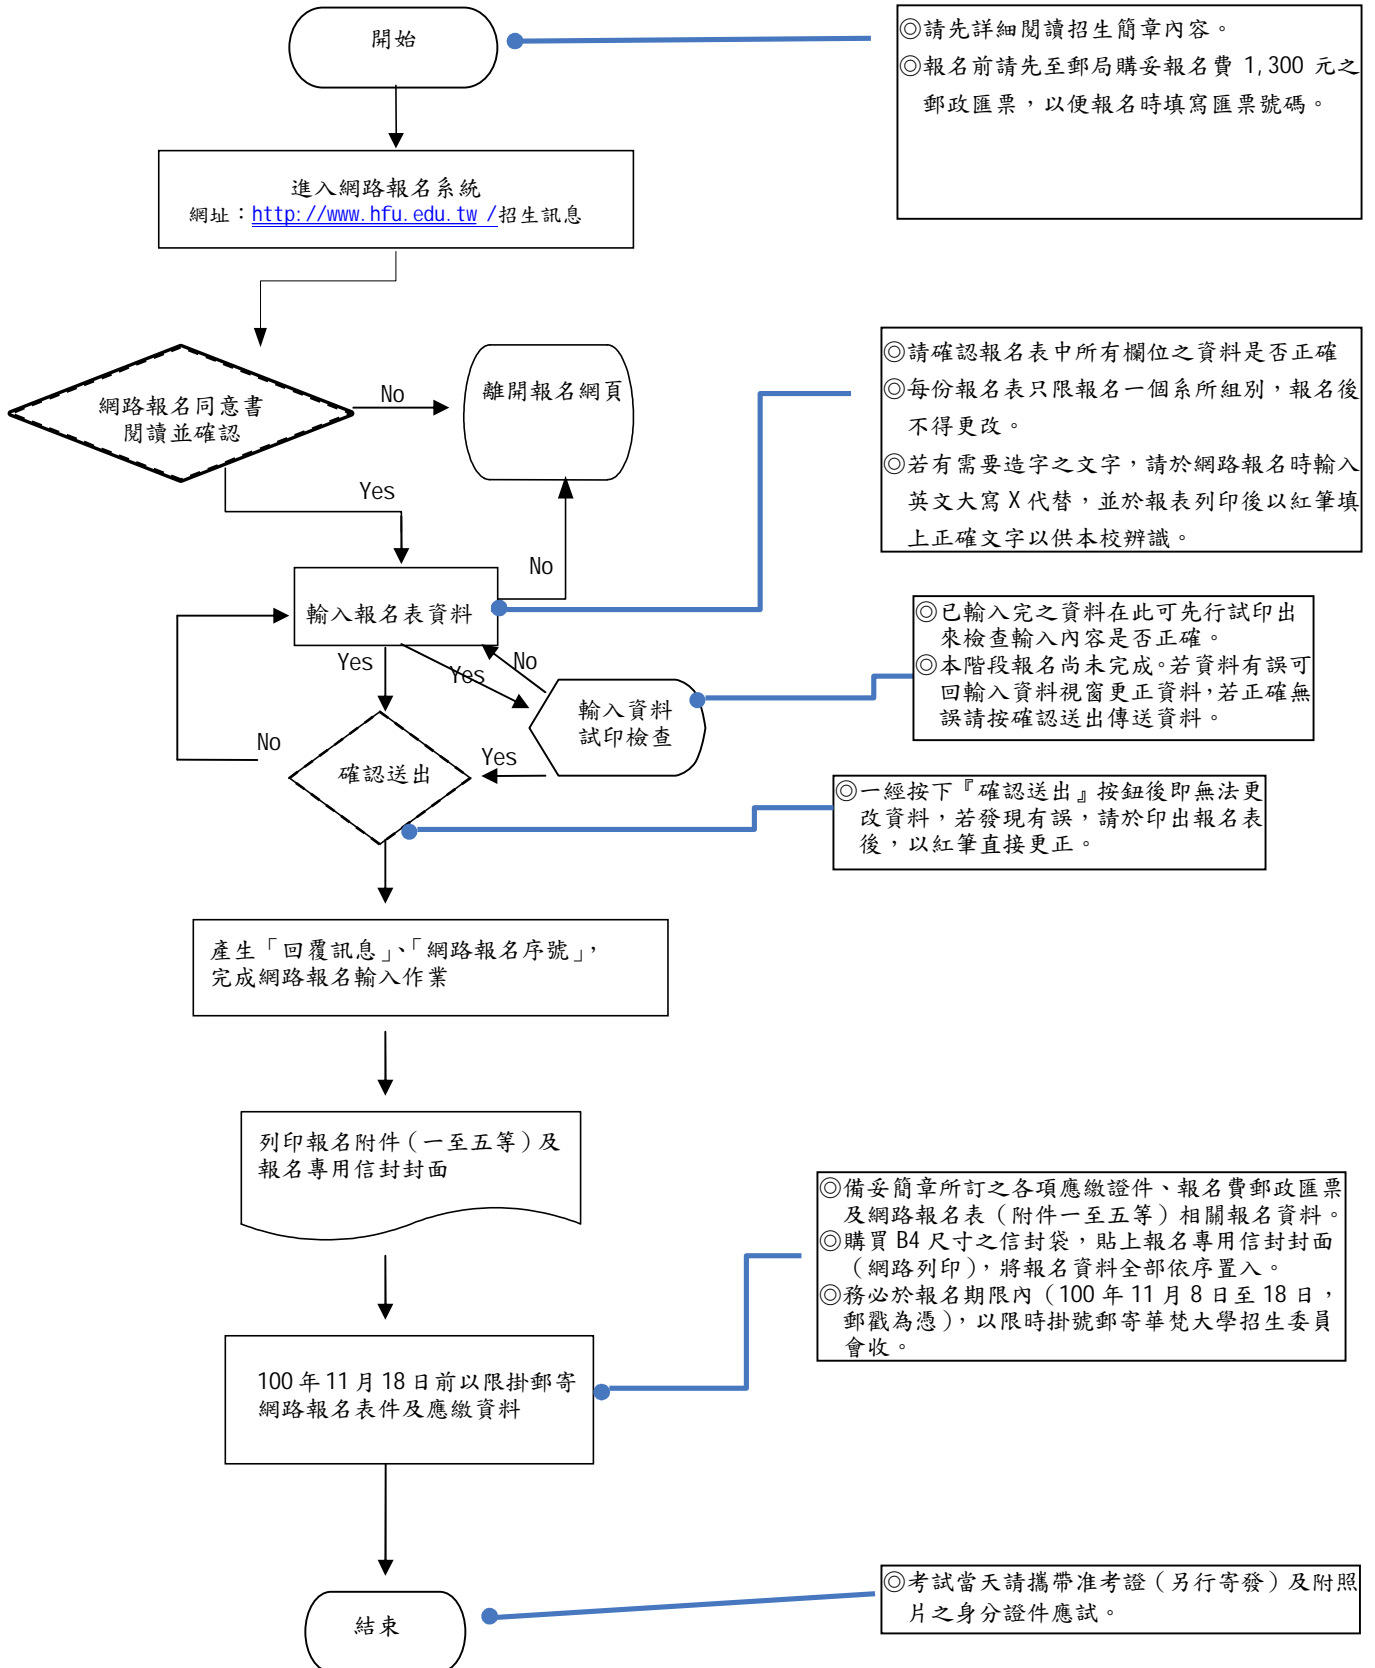 開始
◎請先詳細閱讀招生簡章內容。
◎報名前請先至郵局購妥報名費 1,300 元之
郵政匯票，以便報名時填寫匯票號碼。
進入網路報名系統
網址：http://www.hfu.edu.tw /招生訊息
網路報名同意書
閱讀並確認
No
離開報名網頁
Yes
◎請確認報名表中所有欄位之資料是否正確
◎每份報名表只限報名一個系所組別，報名後
不得更改。
◎若有需要造字之文字，請於網路報名時輸入
英文大寫 X 代替，並於報表列印後以紅筆填
上正確文字以供本校辨識。
No
輸入報名表資料
Yes
Yes
No
◎已輸入完之資料在此可先行試印出
來檢查輸入內容是否正確。
◎本階段報名尚未完成。若資料有誤可
回輸入資料視窗更正資料，若正確無
誤請按確認送出傳送資料。
輸入資料
試印檢查
No
Yes
確認送出
◎一經按下『確認送出』按鈕後即無法更
改資料，若發現有誤，請於印出報名表
後，以紅筆直接更正。
產生「回覆訊息」、「網路報名序號」，
完成網路報名輸入作業
列印報名附件（一至五等）及
報名專用信封封面
◎備妥簡章所訂之各項應繳證件、報名費郵政匯票
及網路報名表（附件一至五等）相關報名資料。
◎購買 B4 尺寸之信封袋，貼上報名專用信封封面
（網路列印），將報名資料全部依序置入。
◎務必於報名期限內（100 年 11 月 8 日至 18 日，
郵戳為憑），以限時掛號郵寄華梵大學招生委員
會收。
100 年 11 月 18 日前以限掛郵寄
網路報名表件及應繳資料
◎考試當天請攜帶准考證（另行寄發）及附照
片之身分證件應試。
結束